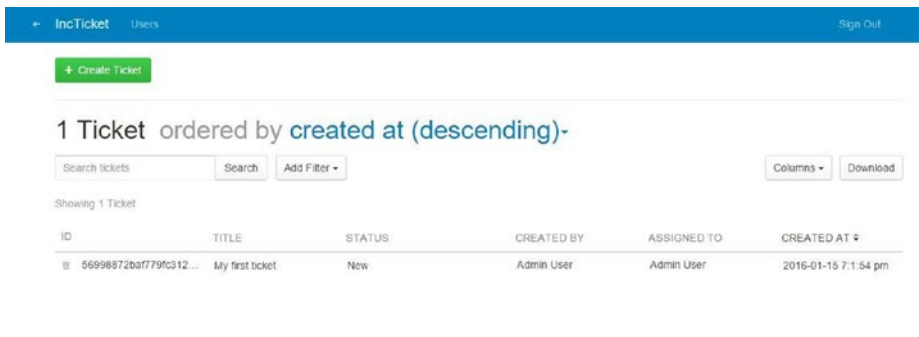 ← IncTicket Users Sign Out
+ Create Ticket
1 Ticket ordered by created at (descending)
Search tickets Search Add Filter Columns Download
Showing 1 Ticket
ID TITLE STATUS CREATED BY ASSIGNED TO CREATED AT
56998872baf779fc312... My first ticket New Admin User Admin User 2016-01-15 7:1:54 pm